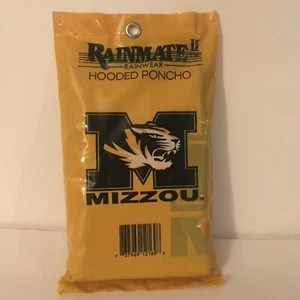 RAINMATE II
RAINWEAR
HOODED PONCHO
M
MIZZOU